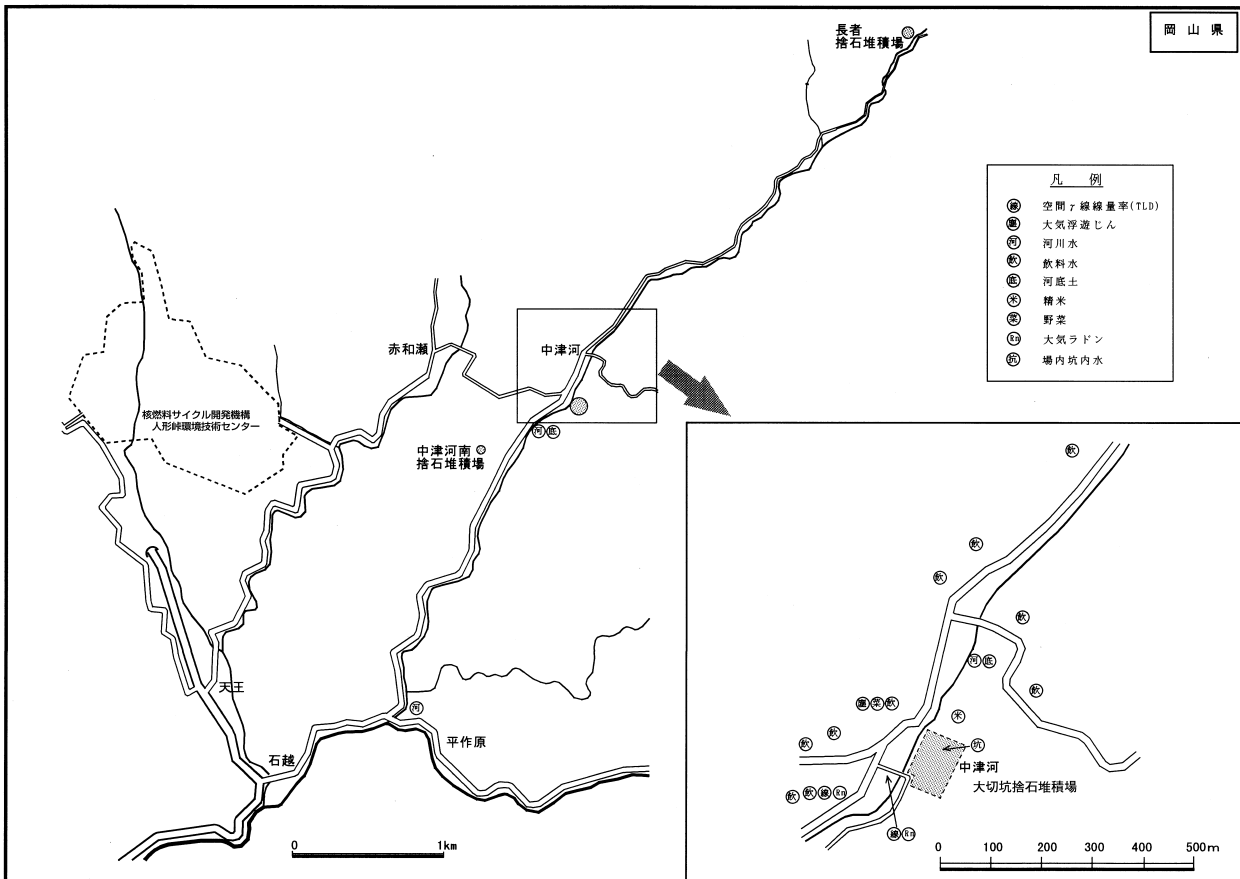 岡山県
長者
捨石堆積場
凡 例
線 空間γ線線量率(TLD)
塵 大気浮遊じん
河 河川水
飲 飲料水
底 河底土
米 精米
菜 野菜
Rn 大気ラドン
坑 場内坑内水
赤和瀬
中津河
核燃料サイクル開発機構
人形峠環境技術センター
河 底
中津河南
捨石堆積場
天王
河
石越
平作原
0 1km
飲
飲
飲
飲
河 底
飲
塵 菜 飲
米
飲
飲
坑
中津河
大切坑捨石堆積場
飲 飲 線 Rn
線 Rn
0 100 200 300 400 500m